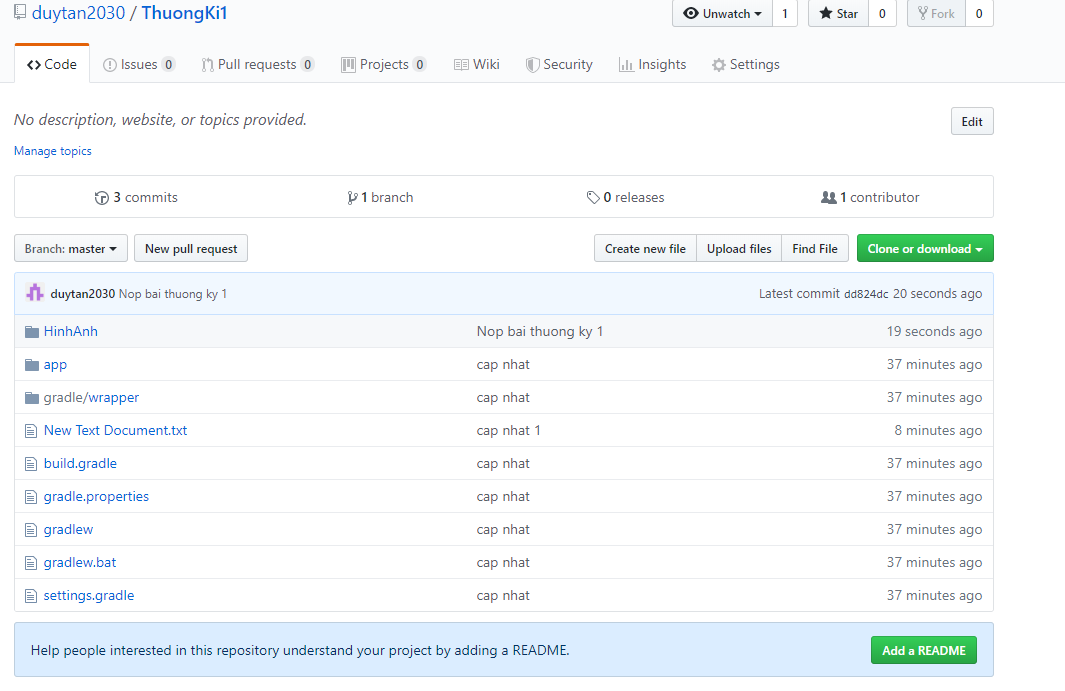 duytan2030 / ThuongKi1
Unwatch 1 Star 0 Fork 0
Code Issues 0 Pull requests 0 Projects 0 Wiki Security Insights Settings
No description, website, or topics provided.
Edit
Manage topics
3 commits 1 branch 0 releases 1 contributor
Branch: master New pull request Create new file Upload files Find File Clone or download
duytan2030 Nop bai thuong ky 1 Latest commit dd824dc 20 seconds ago
HinhAnh Nop bai thuong ky 1 19 seconds ago
app cap nhat 37 minutes ago
gradle/wrapper cap nhat 37 minutes ago
New Text Document.txt cap nhat 1 8 minutes ago
build.gradle cap nhat 37 minutes ago
gradle.properties cap nhat 37 minutes ago
gradlew cap nhat 37 minutes ago
gradlew.bat cap nhat 37 minutes ago
settings.gradle cap nhat 37 minutes ago
Help people interested in this repository understand your project by adding a README. Add a README